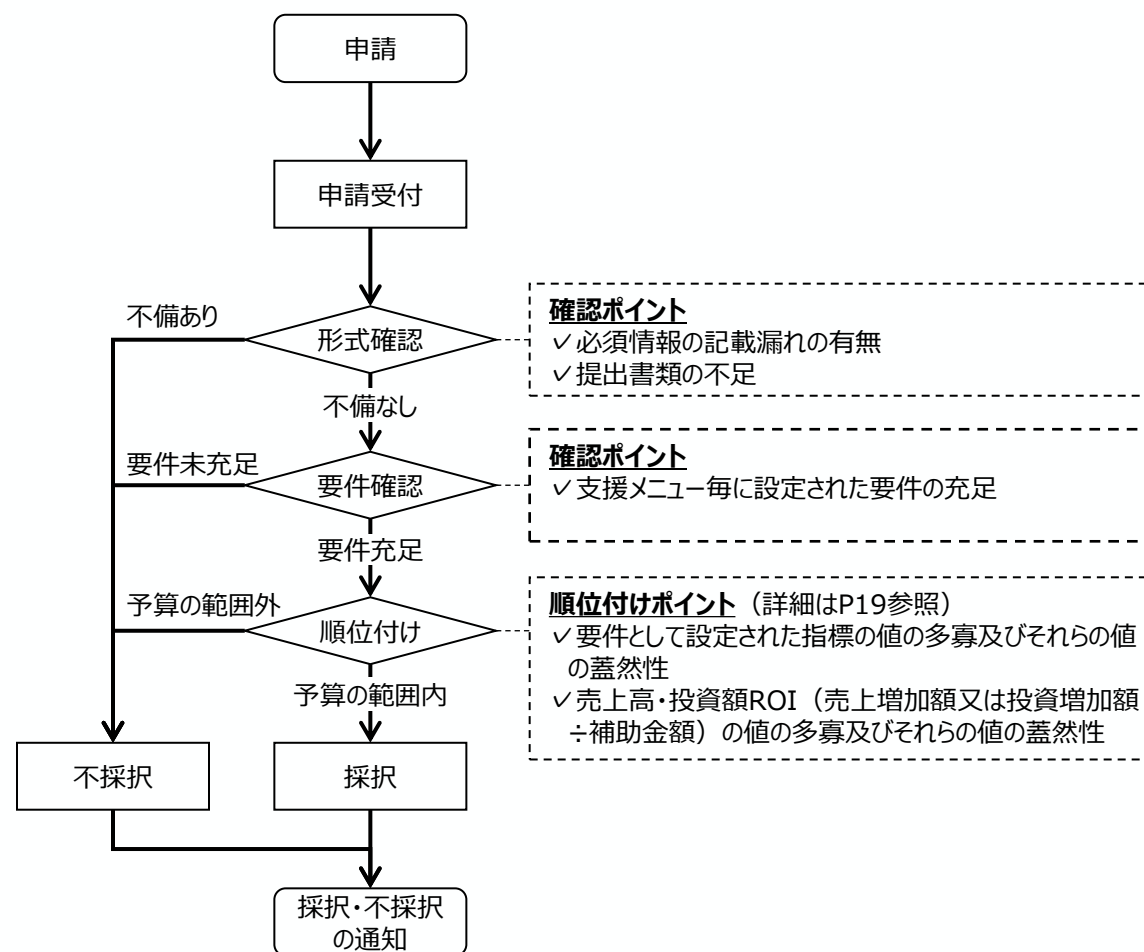 申請
申請受付
不備あり
形式確認
確認ポイント
✓必須情報の記載漏れの有無
✓提出書類の不足
不備なし
要件未充足
要件確認
確認ポイント
✓支援メニュー毎に設定された要件の充足
要件充足
予算の範囲外
順位付け
順位付けポイント（詳細はP19参照）
✓要件として設定された指標の値の多寡及びそれらの値
の蓋然性
✓売上高・投資額ROI（売上増加額又は投資増加額
÷補助金額）の値の多寡及びそれらの値の蓋然性
予算の範囲内
不採択
採択
採択・不採択
の通知